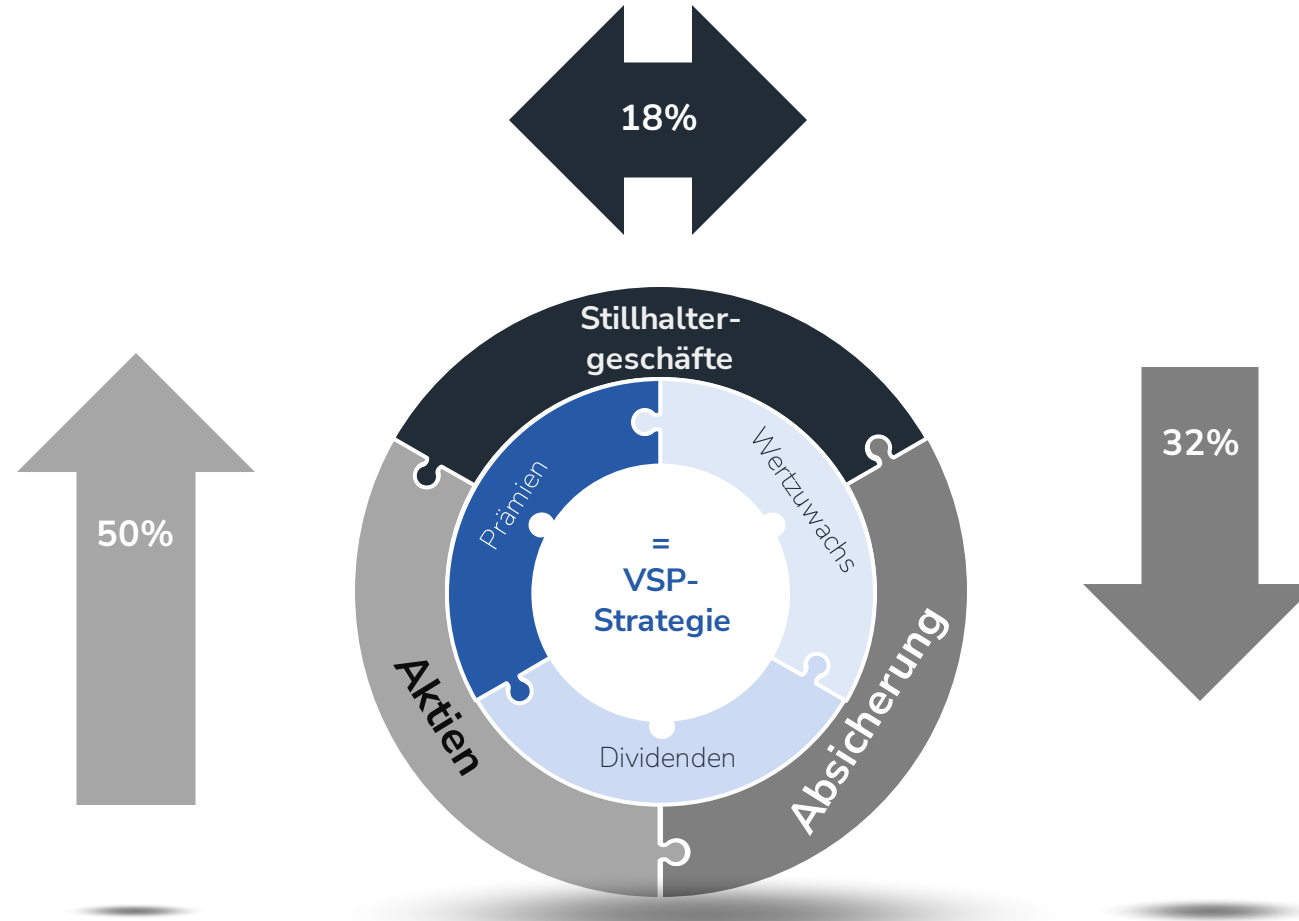 18%
Stillhalter-
geschäfte
50%
32%
Prämien
Wertzuwachs
=
VSP-
Strategie
Aktien
Absicherung
Dividenden